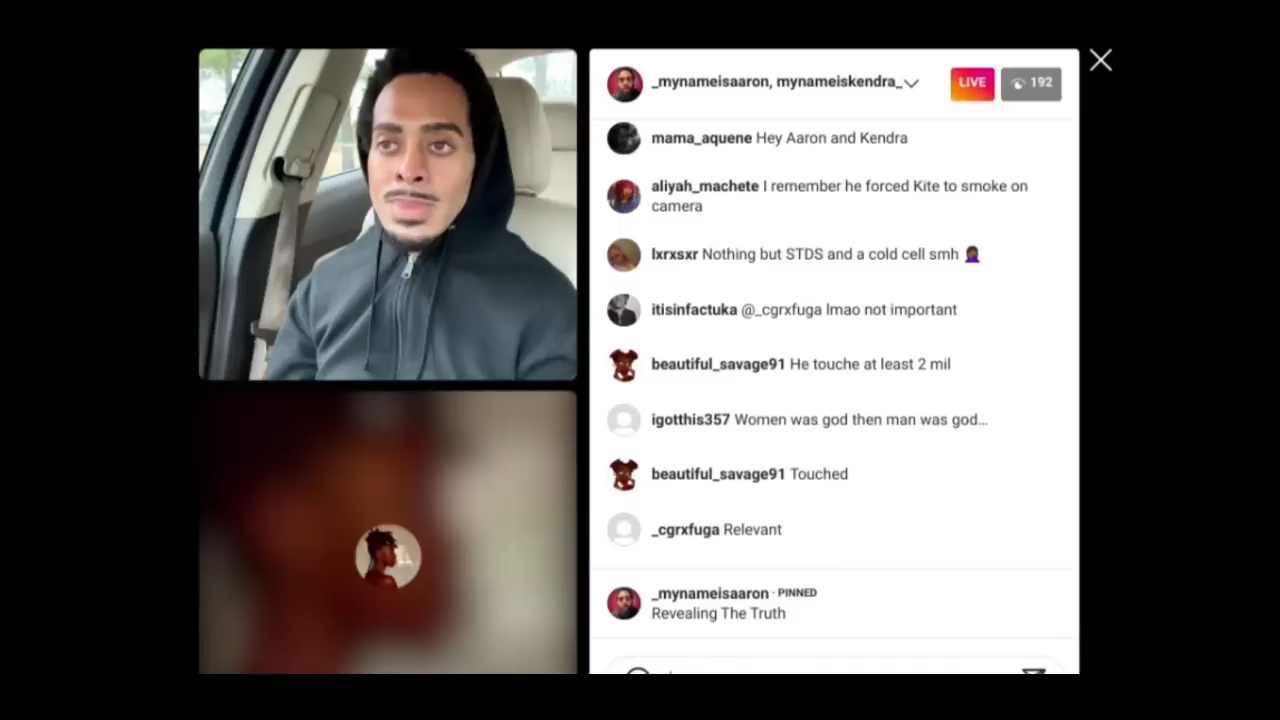 _mynameisaaron, mynameiskendra_
LIVE
192
mama_aquene Hey Aaron and Kendra
aliyah_machete I remember he forced Kite to smoke on
camera
lxrxsxr Nothing but STDS and a cold cell smh 🤦🏾‍♀️
itisinfactuka @_cgrxfuga lmao not important
beautiful_savage91 He touche at least 2 mil
igotthis357 Women was god then man was god...
beautiful_savage91 Touched
_cgrxfuga Relevant
_mynameisaaron · PINNED
Revealing The Truth